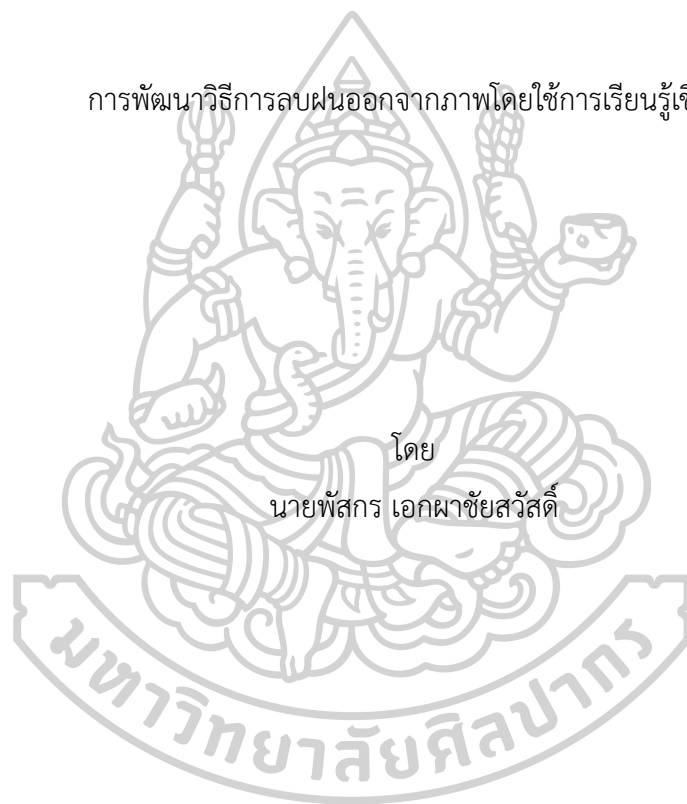 การพัฒนาวิธีการลบฝนออกจากภาพโดยใช้การเรียนรู้เชิ
โดย
นายพัสกร เอกผาชัยสวัสดิ์
มหาวิทยาลัยศิลปากร